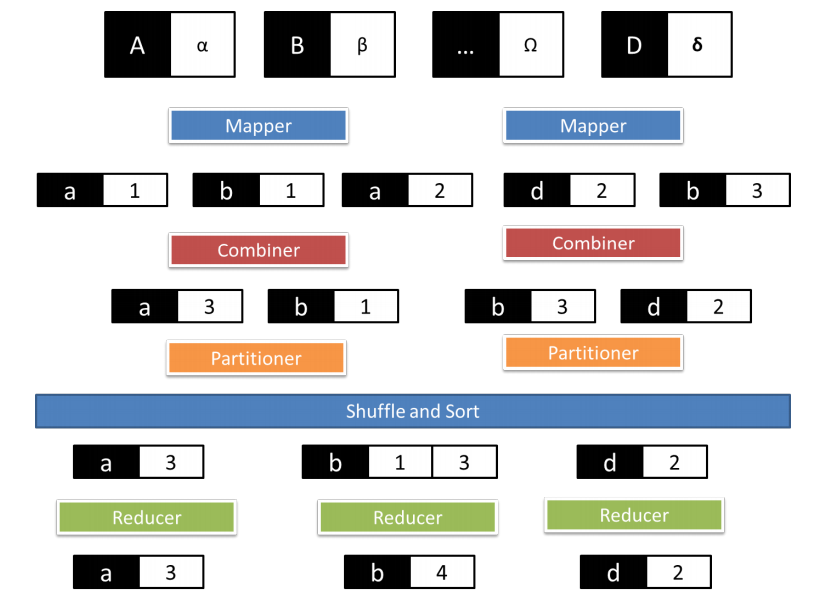 A α B β ... Ω D δ
Mapper Mapper
a 1 b 1 a 2 d 2 b 3
Combiner Combiner
a 3 b 1 b 3 d 2
Partitioner Partitioner
Shuffle and Sort
a 3 b 1 3 d 2
Reducer Reducer Reducer
a 3 b 4 d 2